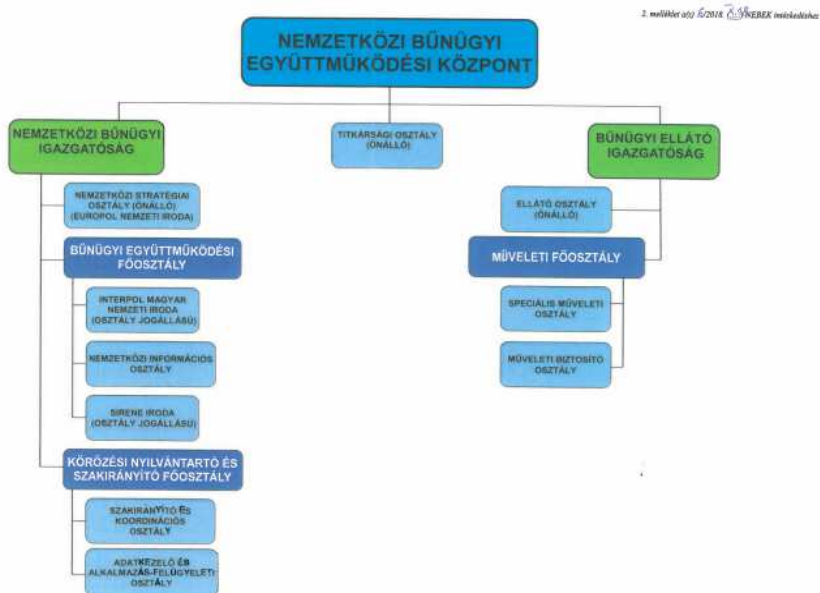 2. melléklet a(z) 6/2018. NEBEK intézkedéshez
NEMZETKÖZI BŰNÜGYI
EGYÜTTMŰKÖDÉSI KÖZPONT
NEMZETKÖZI BŰNÜGYI
IGAZGATÓSÁG
TITKÁRSÁGI OSZTÁLY
(ÖNÁLLÓ)
BŰNÜGYI ELLÁTÓ
IGAZGATÓSÁG
NEMZETKÖZI STRATÉGIAI
OSZTÁLY (ÖNÁLLÓ)
(EUROPOL NEMZETI IRODA)
ELLÁTÓ OSZTÁLY
(ÖNÁLLÓ)
BŰNÜGYI EGYÜTTMŰKÖDÉSI
FŐOSZTÁLY
MŰVELETI FŐOSZTÁLY
INTERPOL MAGYAR
NEMZETI IRODA
(OSZTÁLY JOGÁLLÁSÚ)
SPECIÁLIS MŰVELETI
OSZTÁLY
NEMZETKÖZI INFORMÁCIÓS
OSZTÁLY
MŰVELETI BIZTOSÍTÓ
OSZTÁLY
SIRENE IRODA
(OSZTÁLY JOGÁLLÁSÚ)
KÖRÖZÉSI NYILVÁNTARTÓ ÉS
SZAKIRÁNYÍTÓ FŐOSZTÁLY
SZAKIRÁNYÍTÓ ÉS
KOORDINÁCIÓS
OSZTÁLY
ADATKEZELŐ ÉS
ALKALMAZÁS-FELÜGYELETI
OSZTÁLY